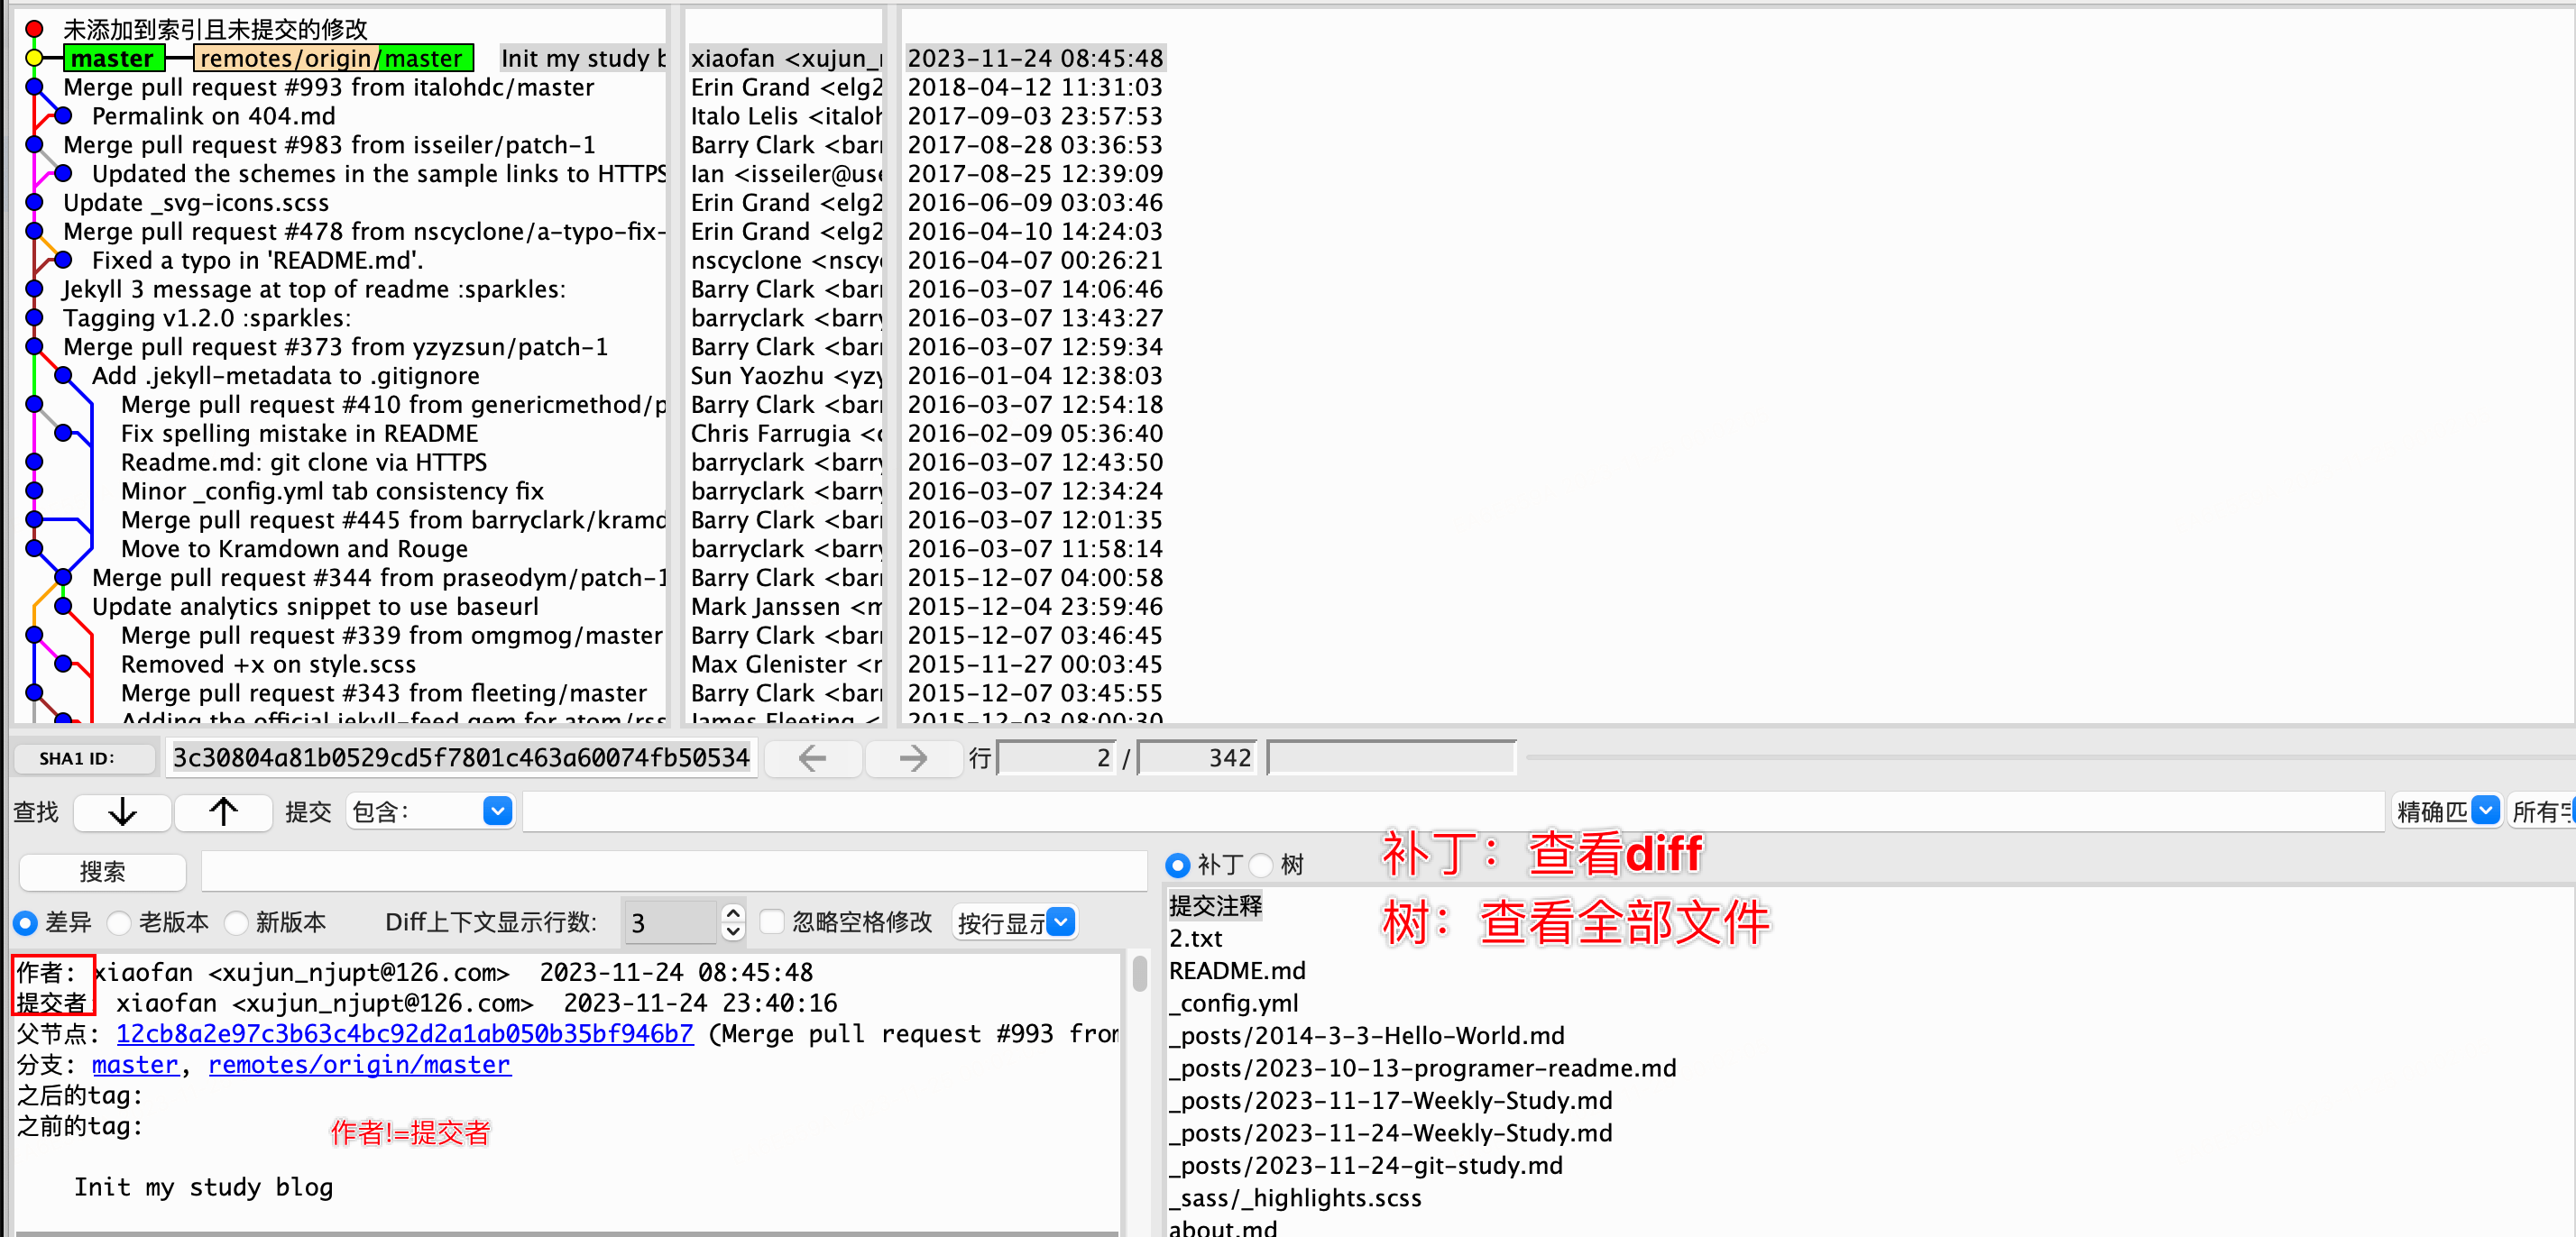 未添加到索引且未提交的修改
master remotes/origin/master Init my study b xiaofan <xujun_ 2023-11-24 08:45:48
Merge pull request #993 from italohdc/master Erin Grand <elg2 2018-04-12 11:31:03
Permalink on 404.md Italo Lelis <italoh 2017-09-03 23:57:53
Merge pull request #983 from isseiler/patch-1 Barry Clark <bar 2017-08-28 03:36:53
Updated the schemes in the sample links to HTTPS Ian <isseiler@use 2017-08-25 12:39:09
Update _svg-icons.scss Erin Grand <elg2 2016-06-09 03:03:46
Merge pull request #478 from nscyclone/a-typo-fix- Erin Grand <elg2 2016-04-10 14:24:03
Fixed a typo in 'README.md'. nscyclone <nscy 2016-04-07 00:26:21
Jekyll 3 message at top of readme :sparkles: Barry Clark <bar 2016-03-07 14:06:46
Tagging v1.2.0 :sparkles: barryclark <barry 2016-03-07 13:43:27
Merge pull request #373 from yzyzsun/patch-1 Barry Clark <bar 2016-03-07 12:59:34
Add .jekyll-metadata to .gitignore Sun Yaozhu <yzy 2016-01-04 12:38:03
Merge pull request #410 from genericmethod/p Barry Clark <bar 2016-03-07 12:54:18
Fix spelling mistake in README Chris Farrugia <c 2016-02-09 05:36:40
Readme.md: git clone via HTTPS barryclark <barry 2016-03-07 12:43:50
Minor _config.yml tab consistency fix barryclark <barry 2016-03-07 12:34:24
Merge pull request #445 from barryclark/kramd Barry Clark <bar 2016-03-07 12:01:35
Move to Kramdown and Rouge barryclark <barry 2016-03-07 11:58:14
Merge pull request #344 from praseodym/patch-1 Barry Clark <bar 2015-12-07 04:00:58
Update analytics snippet to use baseurl Mark Janssen <m 2015-12-04 23:59:46
Merge pull request #339 from omgmog/master Barry Clark <bar 2015-12-07 03:46:45
Removed +x on style.scss Max Glenister < 2015-11-27 00:03:45
Merge pull request #343 from fleeting/master Barry Clark <bar 2015-12-07 03:45:55
Adding the official jekyll-feed gem for atom/rss James Fleeting < 2015-12-03 08:00:30
SHA1 ID: 3c30804a81b0529cd5f7801c463a60074fb50534 ← → 行 2 / 342
查找 ↓ ↑ 提交 包含: 精确匹 所有字
搜索
补丁 树
补丁：查看diff
树：查看全部文件
差异 老版本 新版本 Diff上下文显示行数: 3 忽略空格修改 按行显示
作者: xiaofan <xujun_njupt@126.com> 2023-11-24 08:45:48
提交者 xiaofan <xujun_njupt@126.com> 2023-11-24 23:40:16
父节点: 12cb8a2e97c3b63c4bc92d2a1ab050b35bf946b7 (Merge pull request #993 from
分支: master, remotes/origin/master
之后的tag:
之前的tag:
作者!=提交者
Init my study blog
提交注释
2.txt
README.md
_config.yml
_posts/2014-3-3-Hello-World.md
_posts/2023-10-13-programer-readme.md
_posts/2023-11-17-Weekly-Study.md
_posts/2023-11-24-Weekly-Study.md
_posts/2023-11-24-git-study.md
_sass/_highlights.scss
about.md